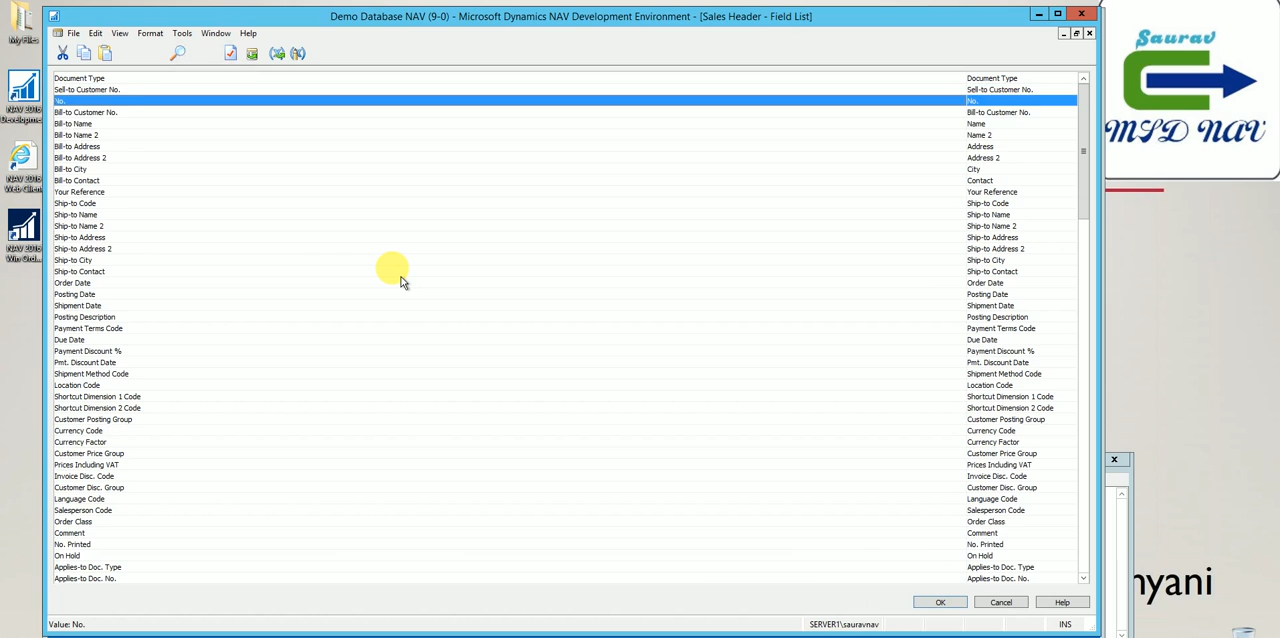 Demo Database NAV (9-0) - Microsoft Dynamics NAV Development Environment - [Sales Header - Field List]
File Edit View Format Tools Window Help
Document Type Document Type
Sell-to Customer No. Sell-to Customer No.
No. No.
Bill-to Customer No. Bill-to Customer No.
Bill-to Name Name
Bill-to Name 2 Name 2
Bill-to Address Address
Bill-to Address 2 Address 2
Bill-to City City
Bill-to Contact Contact
Your Reference Your Reference
Ship-to Code Ship-to Code
Ship-to Name Ship-to Name
Ship-to Name 2 Ship-to Name 2
Ship-to Address Ship-to Address
Ship-to Address 2 Ship-to Address 2
Ship-to City Ship-to City
Ship-to Contact Ship-to Contact
Order Date Order Date
Posting Date Posting Date
Shipment Date Shipment Date
Posting Description Posting Description
Payment Terms Code Payment Terms Code
Due Date Due Date
Payment Discount % Payment Discount %
Pmt. Discount Date Pmt. Discount Date
Shipment Method Code Shipment Method Code
Location Code Location Code
Shortcut Dimension 1 Code Shortcut Dimension 1 Code
Shortcut Dimension 2 Code Shortcut Dimension 2 Code
Customer Posting Group Customer Posting Group
Currency Code Currency Code
Currency Factor Currency Factor
Customer Price Group Customer Price Group
Prices Including VAT Prices Including VAT
Invoice Disc. Code Invoice Disc. Code
Customer Disc. Group Customer Disc. Group
Language Code Language Code
Salesperson Code Salesperson Code
Order Class Order Class
Comment Comment
No. Printed No. Printed
On Hold On Hold
Applies-to Doc. Type Applies-to Doc. Type
Applies-to Doc. No. Applies-to Doc. No.
OK Cancel Help
Value: No. SERVER1\sauravnav INS
My Files
NAV 2016
Developme
NAV 2016
Web Clien
NAV 2016
Win Ord...
Saurav
MSD NAV
hyani